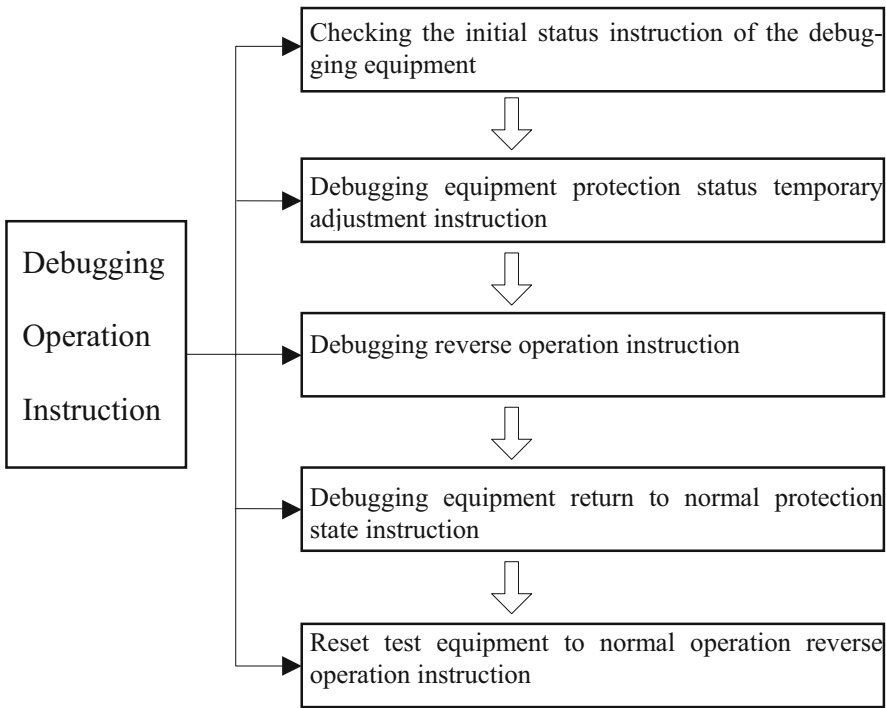 Checking the initial status instruction of the debug-
ging equipment
Debugging equipment protection status temporary
adjustment instruction
Debugging
Operation
Instruction
Debugging reverse operation instruction
Debugging equipment return to normal protection
state instruction
Reset test equipment to normal operation reverse
operation instruction